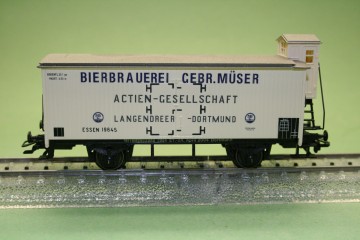 BIERBRAUEREI GEBR. MÜSER
ACTIEN-GESELLSCHAFT
LANGENDREER -DORTMUND
ESSEN 19645